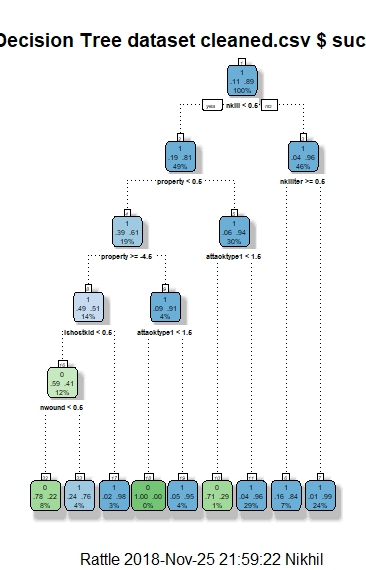 Decision Tree dataset cleaned.csv $ suc
1
.11 .89
100%
yes nkill < 0.5 no
1
.19 .81
49%
1
.04 .96
46%
property < 0.5
nkillter >= 0.5
1
.39 .61
19%
1
.06 .94
30%
property >= -4.5
attacktype1 < 1.5
1
.49 .51
14%
1
.09 .91
4%
ishostkid < 0.5
attacktype1 < 1.5
0
.59 .41
12%
nwound < 0.5
0 1 1 0 1 0 1 1 1
.78 .22 .24 .76 .02 .98 1.00 .00 .05 .95 .71 .29 .04 .96 .16 .84 .01 .99
8% 4% 3% 0% 4% 1% 29% 7% 24%
Rattle 2018-Nov-25 21:59:22 Nikhil